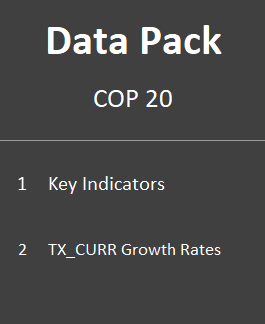 Data Pack
COP 20
1 Key Indicators
2 TX_CURR Growth Rates